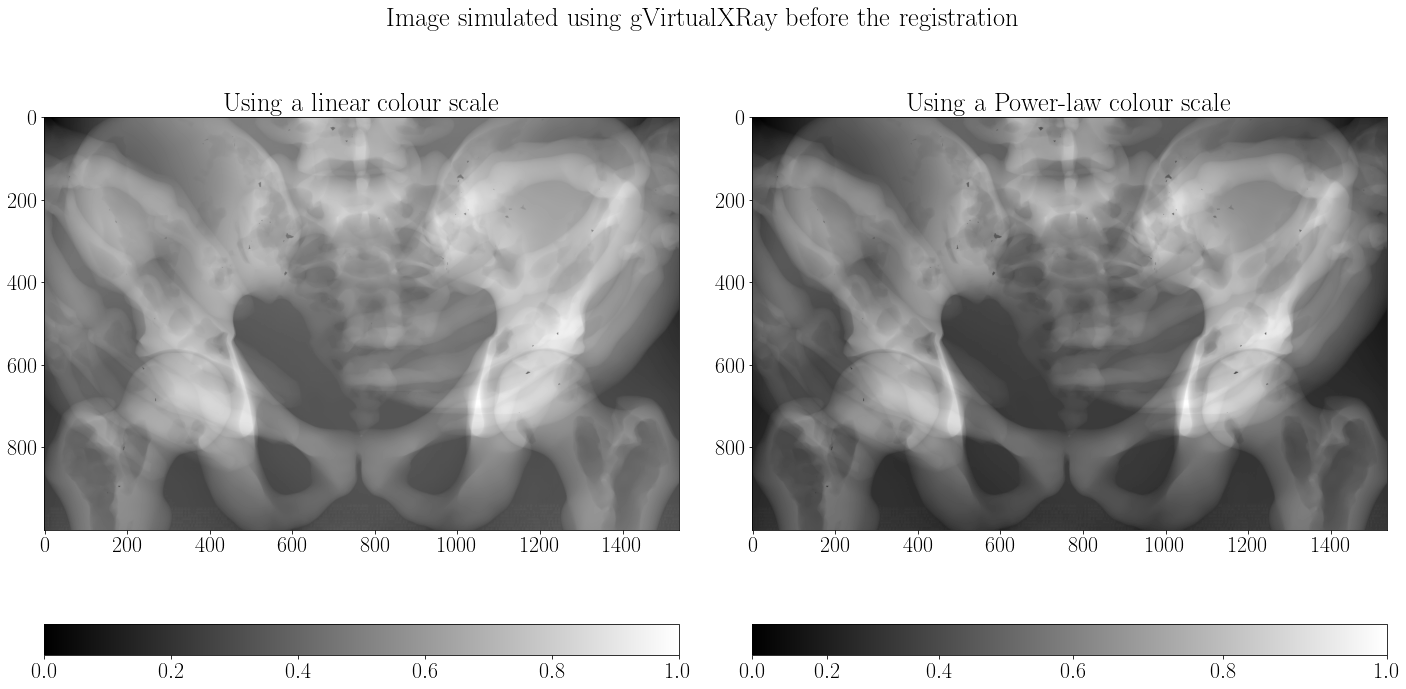 Image simulated using gVirtualXRay before the registration
Using a linear colour scale
0
200
400
600
800
0 200 400 600 800 1000 1200 1400
0.0 0.2 0.4 0.6 0.8 1.0
Using a Power-law colour scale
0
200
400
600
800
0 200 400 600 800 1000 1200 1400
0.0 0.2 0.4 0.6 0.8 1.0